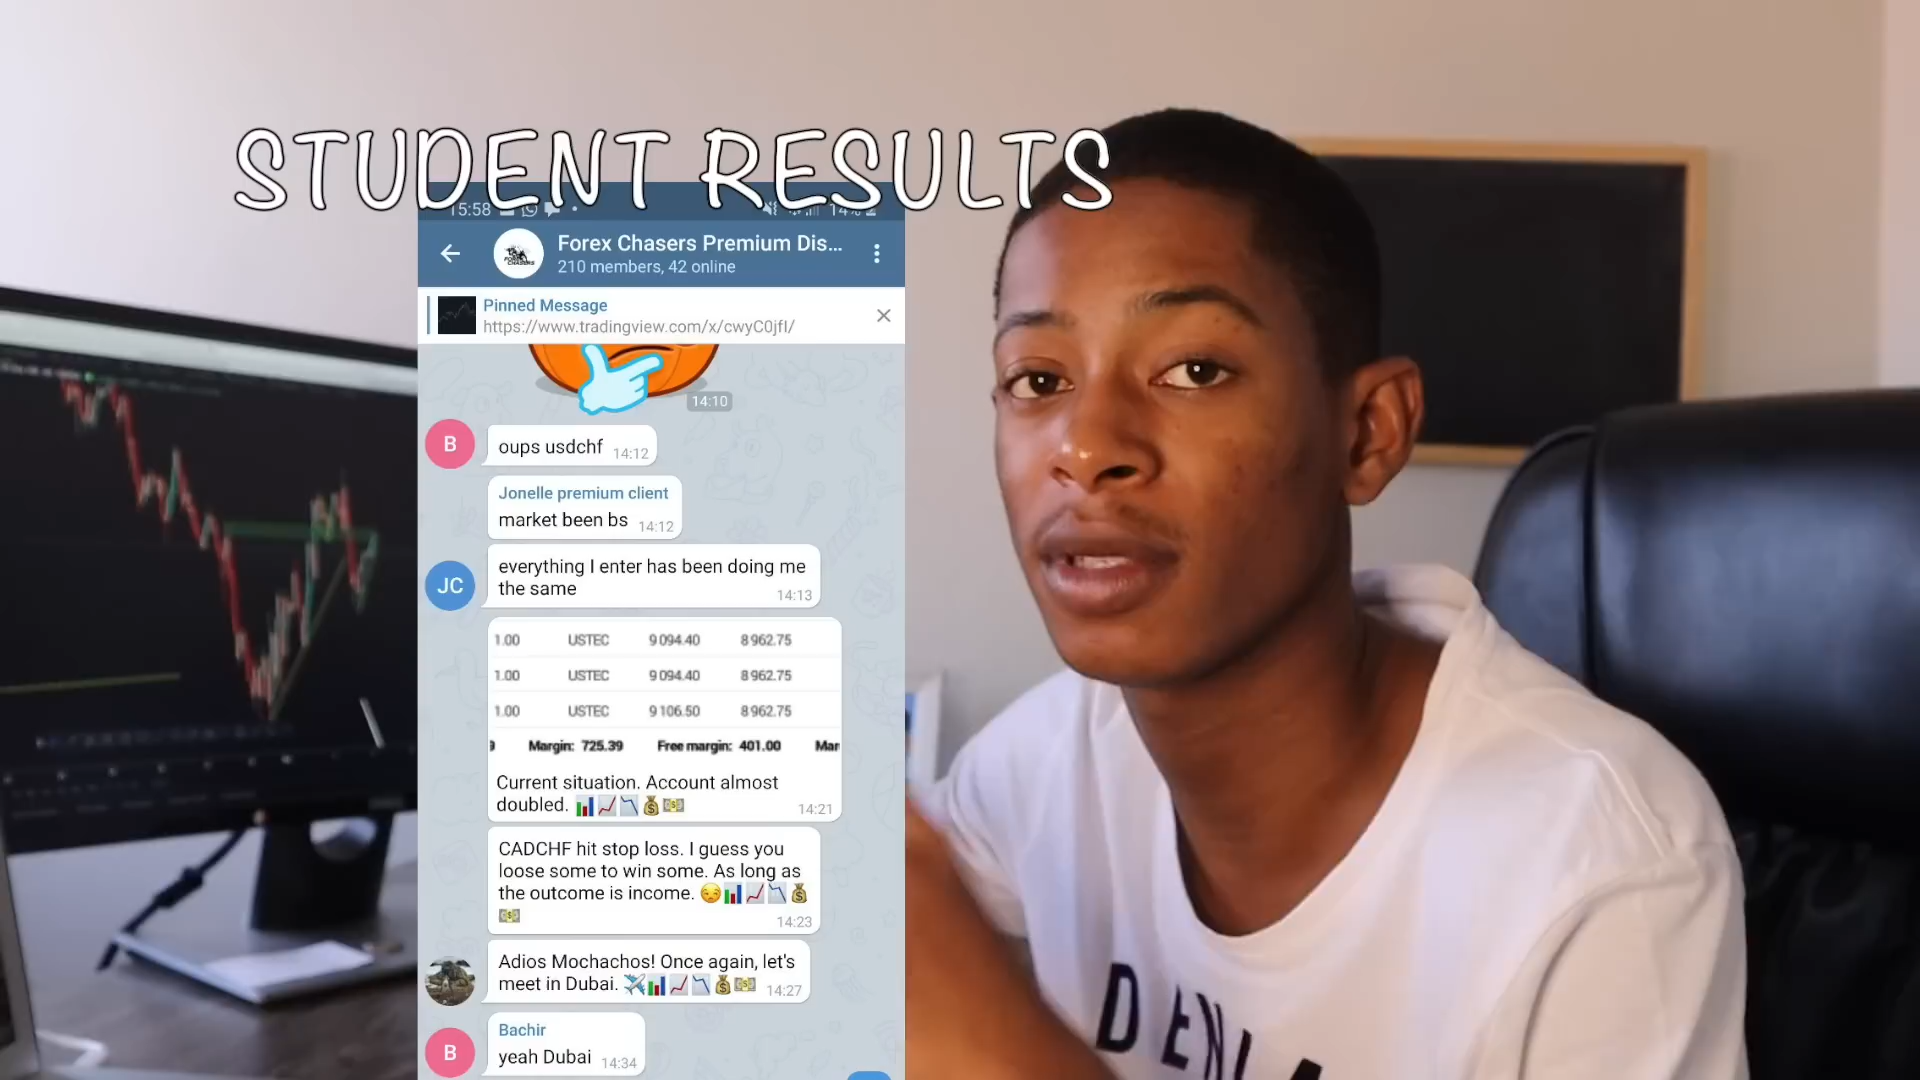 STUDENT RESULTS
15:58
14%
Forex Chasers Premium Dis...
210 members, 42 online
Pinned Message
https://www.tradingview.com/x/cwyC0jfI/
14:10
B
oups usdchf 14:12
Jonelle premium client
market been bs 14:12
everything I enter has been doing me
the same 14:13
JC
1.00 USTEC 9 094.40 8 962.75
1.00 USTEC 9 094.40 8 962.75
1.00 USTEC 9 106.50 8 962.75
9 Margin: 725.39 Free margin: 401.00 Mar
Current situation. Account almost
doubled. 📊📈📉💰💵 14:21
CADCHF hit stop loss. I guess you
loose some to win some. As long as
the outcome is income. 😒📊📈📉💰
💵 14:23
Adios Mochachos! Once again, let's
meet in Dubai. ✈️📊📈📉💰💵 14:27
Bachir
B
yeah Dubai 14:34